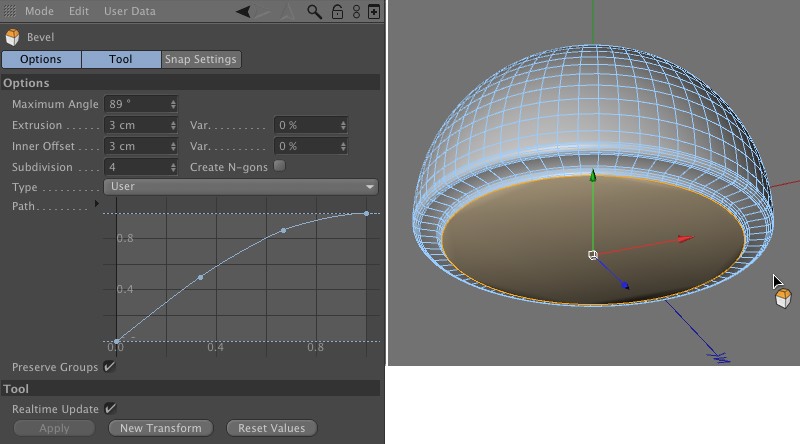 Mode Edit User Data
Bevel
Options Tool Snap Settings
Options
Maximum Angle 89 °
Extrusion ..... 3 cm Var. ......... 0 %
Inner Offset ... 3 cm Var. ......... 0 %
Subdivision ... 4 Create N-gons
Type ........... User
Path ........
0.8
0.4
0.0 0.4 0.8
Preserve Groups ✔
Tool
Realtime Update ✔
Apply New Transform Reset Values